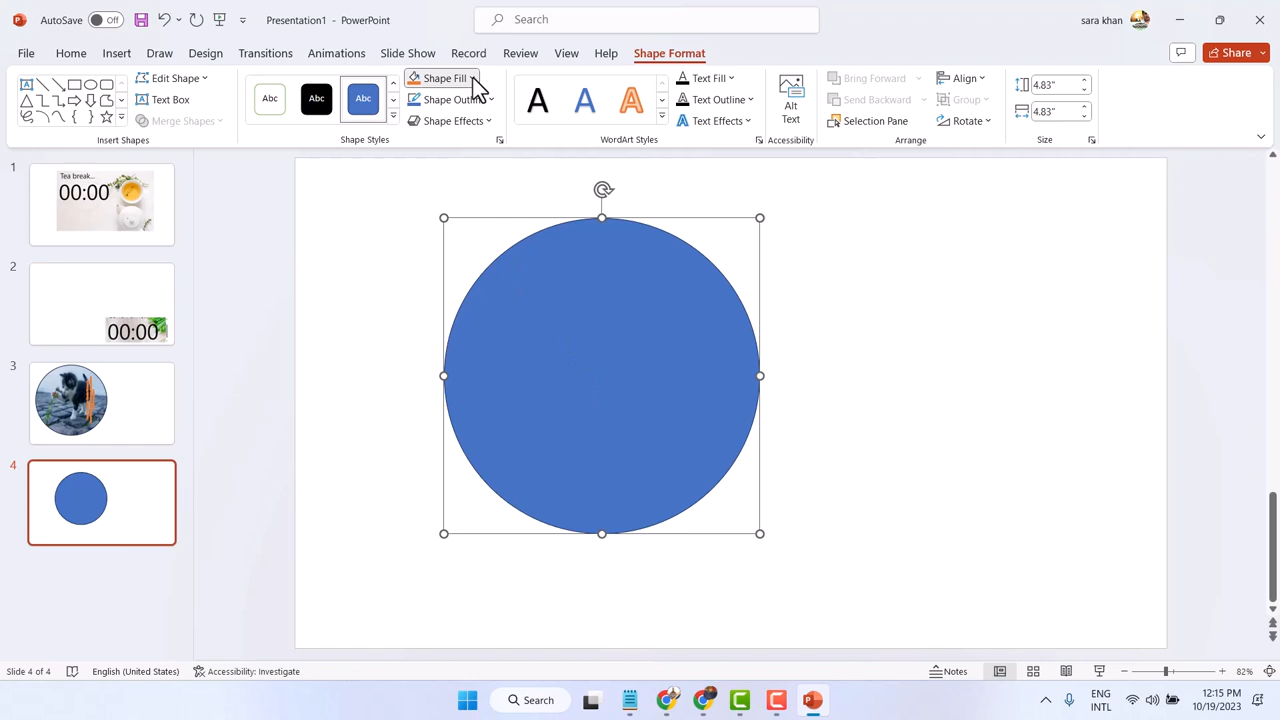 AutoSave Off Presentation1 - PowerPoint Search sara khan
File Home Insert Draw Design Transitions Animations Slide Show Record Review View Help Shape Format Share
Edit Shape
Text Box
Merge Shapes
Insert Shapes
Abc Abc Abc
Shape Fill
Shape Outline
Shape Effects
Shape Styles
A A A
Text Fill
Text Outline
Text Effects
WordArt Styles
Alt
Text
Accessibility
Bring Forward
Send Backward
Selection Pane
Align
Group
Rotate
Arrange
4.83"
4.83"
Size
1
Tea break...
00:00
2
00:00
3
4
Slide 4 of 4 English (United States) Accessibility: Investigate Notes 82%
Search
ENG
INTL
12:15 PM
10/19/2023